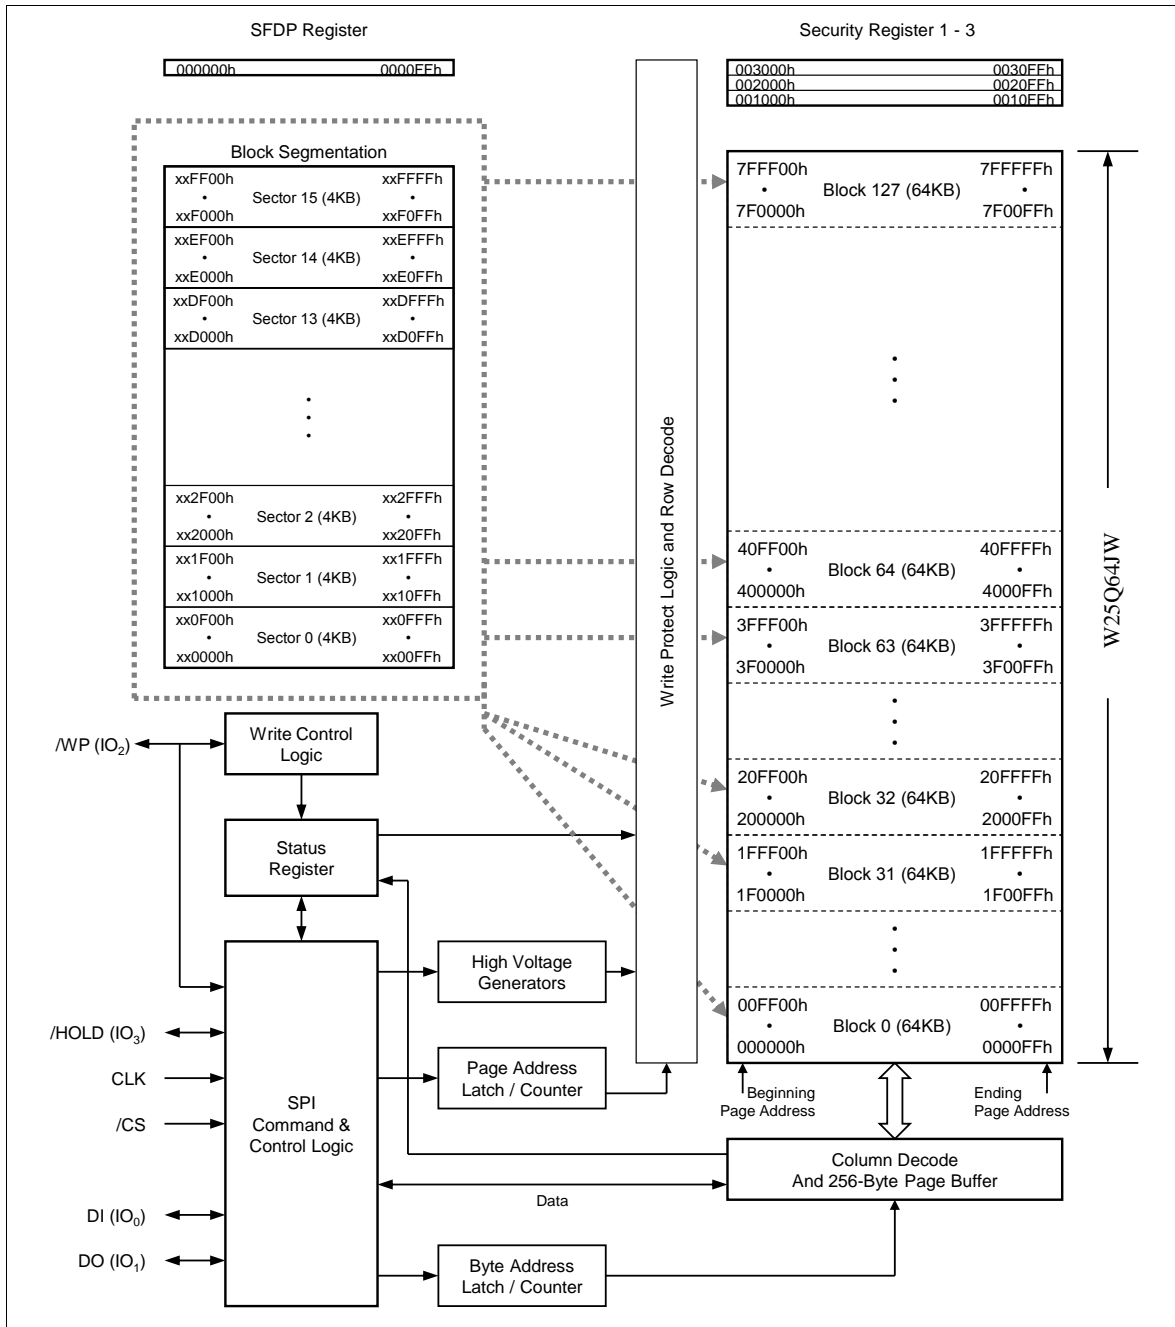 SFDP Register
000000h 0000FFh
Security Register 1 - 3
003000h 0030FFh
002000h 0020FFh
001000h 0010FFh
Block Segmentation
xxFF00h xxFFFFh
• Sector 15 (4KB) •
xxF000h xxF0FFh
xxEF00h xxEFFFh
• Sector 14 (4KB) •
xxE000h xxE0FFh
xxDF00h xxDFFFh
• Sector 13 (4KB) •
xxD000h xxD0FFh
xx2F00h xx2FFFh
• Sector 2 (4KB) •
xx2000h xx20FFh
xx1F00h xx1FFFh
• Sector 1 (4KB) •
xx1000h xx10FFh
xx0F00h xx0FFFh
• Sector 0 (4KB) •
xx0000h xx00FFh
Write Protect Logic and Row Decode
7FFF00h 7FFFFFh
• Block 127 (64KB) •
7F0000h 7F00FFh
40FF00h 40FFFFh
• Block 64 (64KB) •
400000h 4000FFh
3FFF00h 3FFFFFh
• Block 63 (64KB) •
3F0000h 3F00FFh
20FF00h 20FFFFh
• Block 32 (64KB) •
200000h 2000FFh
1FFF00h 1FFFFFh
• Block 31 (64KB) •
1F0000h 1F00FFh
00FF00h 00FFFFh
• Block 0 (64KB) •
000000h 0000FFh
W25Q64JW
Beginning
Page Address
Ending
Page Address
/WP (IO2)
Write Control
Logic
Status
Register
High Voltage
Generators
/HOLD (IO3)
CLK
/CS
SPI
Command &
Control Logic
Page Address
Latch / Counter
Column Decode
And 256-Byte Page Buffer
Data
DI (IO0)
DO (IO1)
Byte Address
Latch / Counter